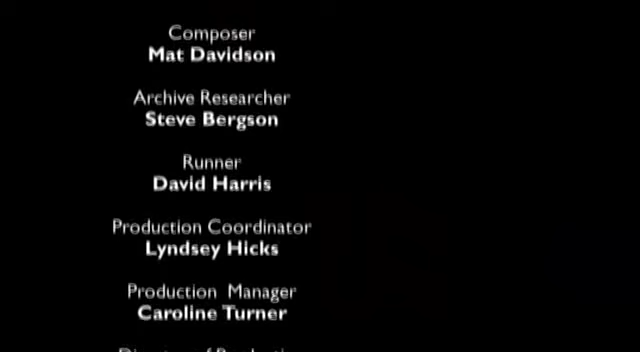 Composer
Mat Davidson
Archive Researcher
Steve Bergson
Runner
David Harris
Production Coordinator
Lyndsey Hicks
Production Manager
Caroline Turner